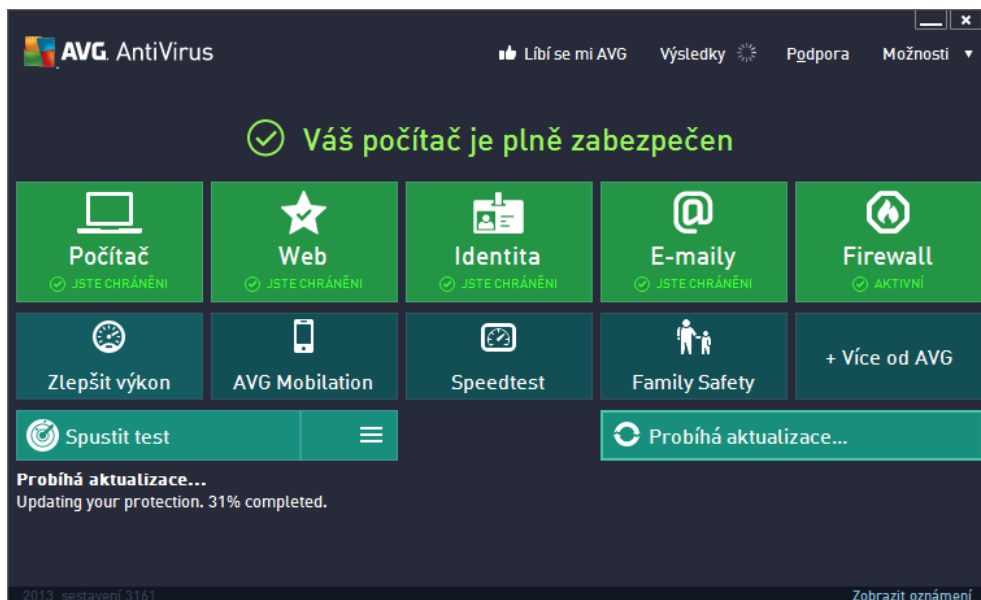 AVG. AntiVirus
Líbí se mi AVG Výsledky Podpora Možnosti
Váš počítač je plně zabezpečen
Počítač
JSTE CHRÁNĚNI
Web
JSTE CHRÁNĚNI
Identita
JSTE CHRÁNĚNI
E-maily
JSTE CHRÁNĚNI
Firewall
AKTIVNÍ
Zlepšit výkon
AVG Mobilation
Speedtest
Family Safety
+ Více od AVG
Spustit test
Probíhá aktualizace...
Probíhá aktualizace...
Updating your protection. 31% completed.
2013 sestavení 3161
Zobrazit oznámení